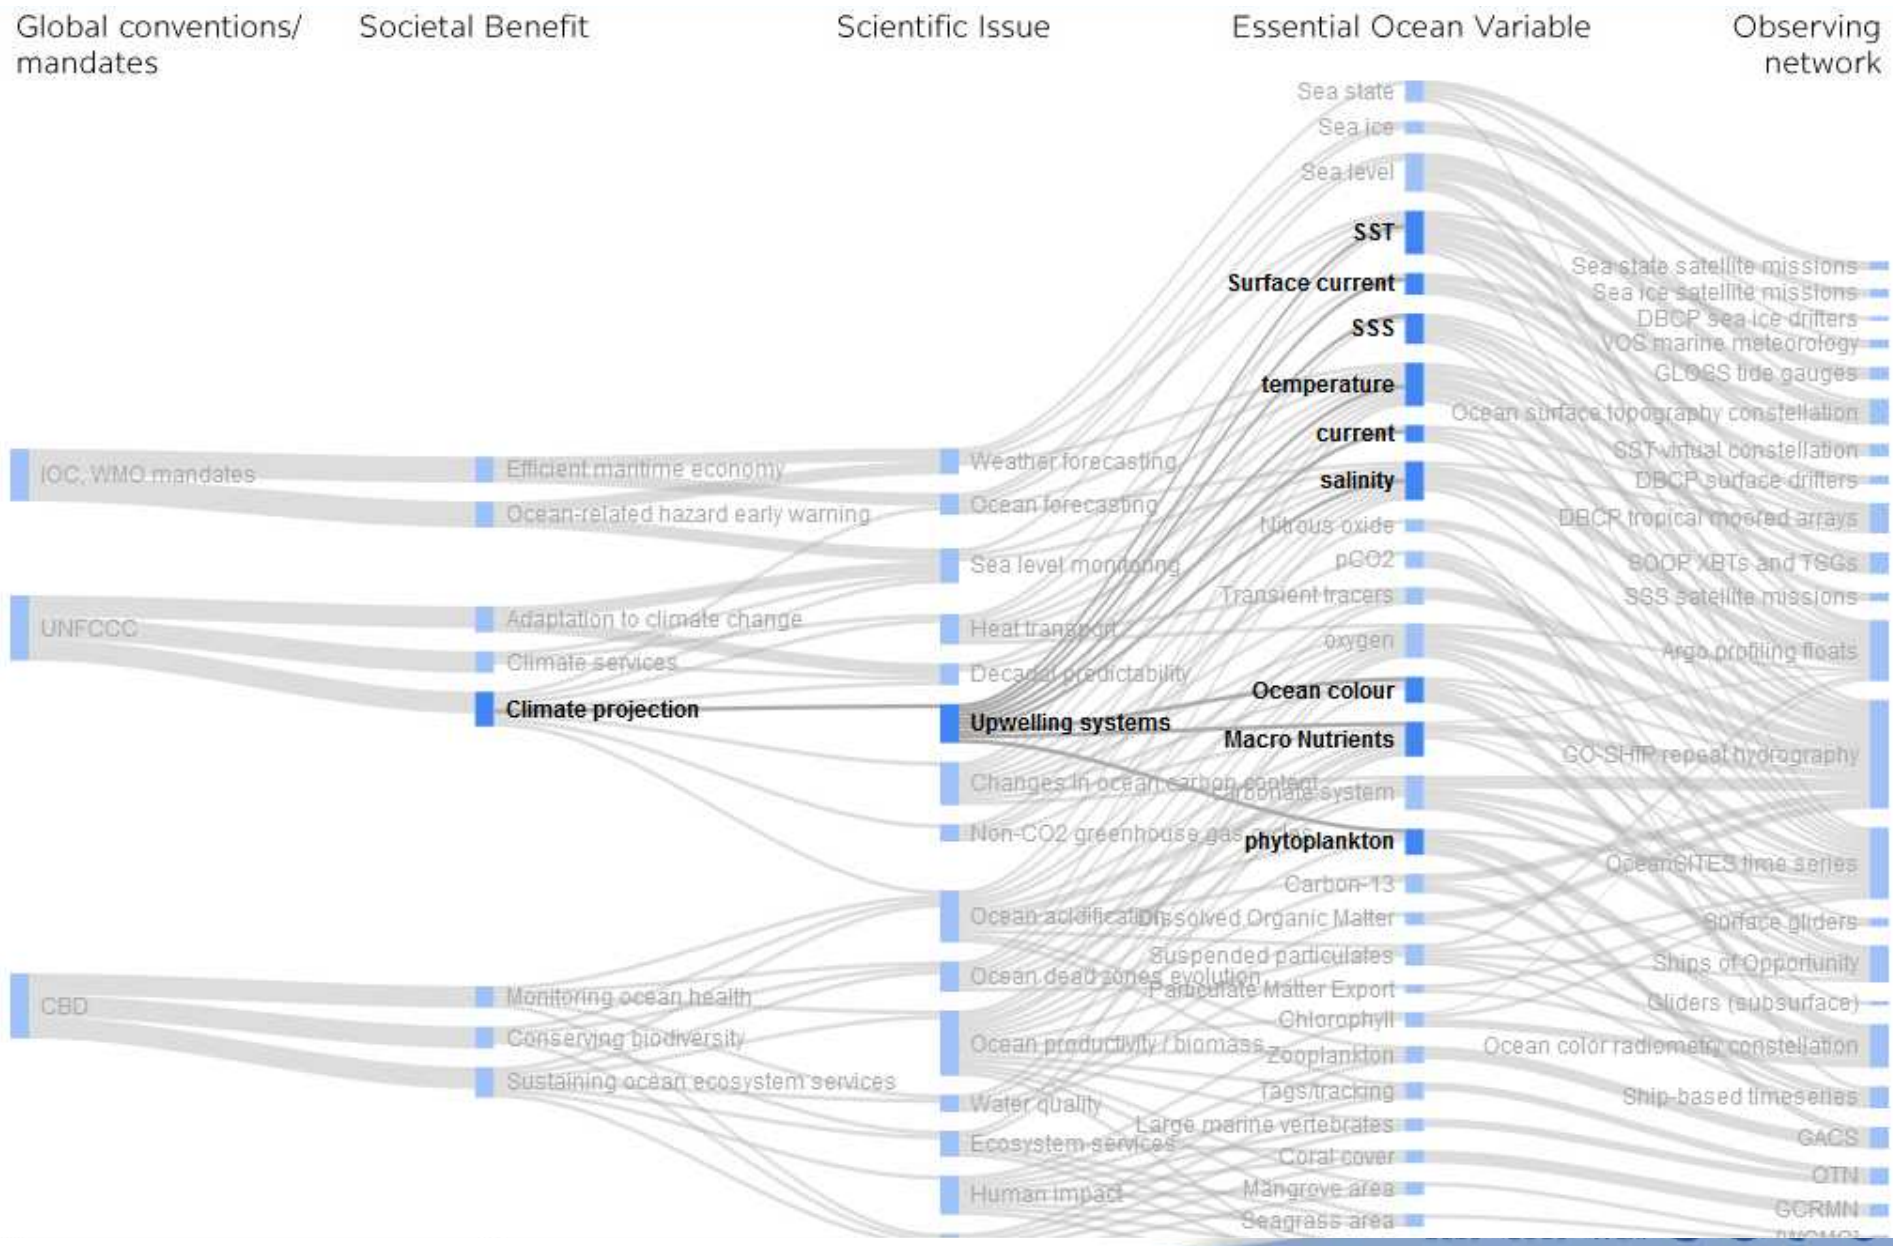 Global conventions/
mandates
Societal Benefit
Scientific Issue
Essential Ocean Variable
Observing
network
IOC, WMO mandates
UNFCCC
CBD
Efficient maritime economy
Ocean-related hazard early warning
Adaptation to climate change
Climate services
Climate projection
Monitoring ocean health
Conserving biodiversity
Sustaining ocean ecosystem services
Weather forecasting
Ocean forecasting
Sea level monitoring
Heat transport
Decadal predictability
Upwelling systems
Changes in ocean carbon content
Non-CO2 greenhouse gas
Ocean acidification
Ocean dead zones evolution
Ocean productivity / biomass
Water quality
Ecosystem services
Human impact
Sea state
Sea ice
Sea level
SST
Surface current
SSS
temperature
current
salinity
Nitrous oxide
pCO2
Transient tracers
oxygen
Ocean colour
Macro Nutrients
Carbonate system
phytoplankton
Carbon-13
Dissolved Organic Matter
Suspended particulates
Particulate Matter Export
Chlorophyll
Zooplankton
Tags/tracking
Large marine vertebrates
Coral cover
Mangrove area
Seagrass area
Sea state satellite missions
Sea ice satellite missions
DBCP sea ice drifters
VOS marine meteorology
GLOSS tide gauges
Ocean surface topography constellation
SST virtual constellation
DBCP surface drifters
DBCP tropical moored arrays
SOOP XBTs and TSGs
SSS satellite missions
Argo profiling floats
GO-SHIP repeat hydrography
OceanSITES time series
Surface gliders
Ships of Opportunity
Gliders (subsurface)
Ocean color radiometry constellation
Ship-based timeseries
GACS
OTN
GCRMN